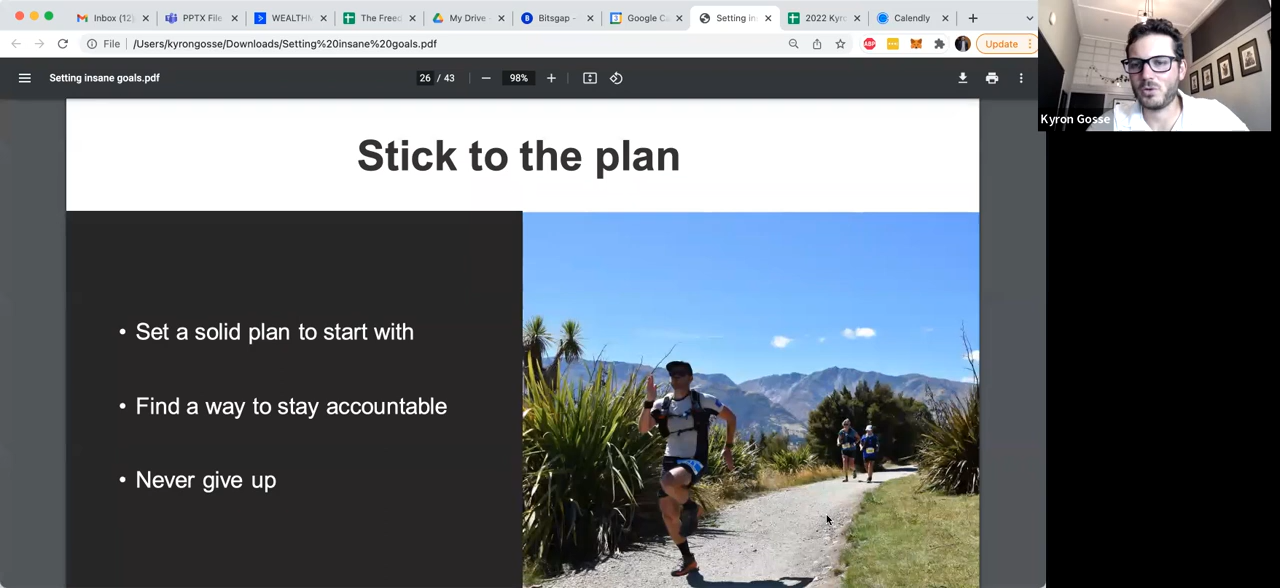 Inbox (12)
PPTX File
WEALTH
The Freed
My Drive -
Bitsgap -
Google C
Setting in
2022 Kyr
Calendly
File
/Users/kyrongosse/Downloads/Setting%20insane%20goals.pdf
ABP
Update
Setting insane goals.pdf
26 / 43
98%
Kyron Gosse
Stick to the plan
• Set a solid plan to start with
• Find a way to stay accountable
• Never give up